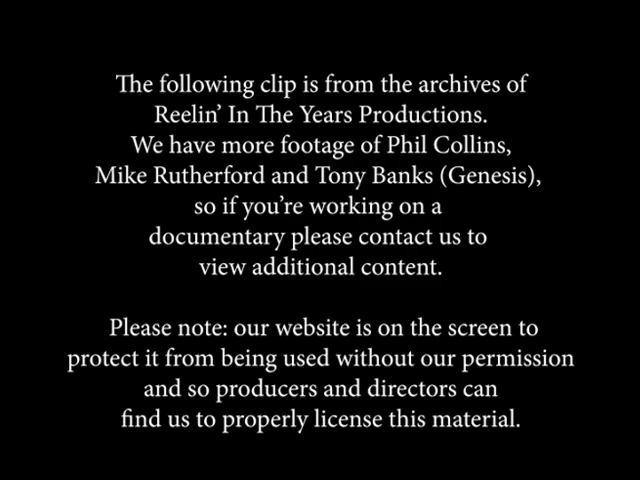 The following clip is from the archives of
Reelin’ In The Years Productions.
We have more footage of Phil Collins,
Mike Rutherford and Tony Banks (Genesis),
so if you’re working on a
documentary please contact us to
view additional content.
Please note: our website is on the screen to
protect it from being used without our permission
and so producers and directors can
find us to properly license this material.